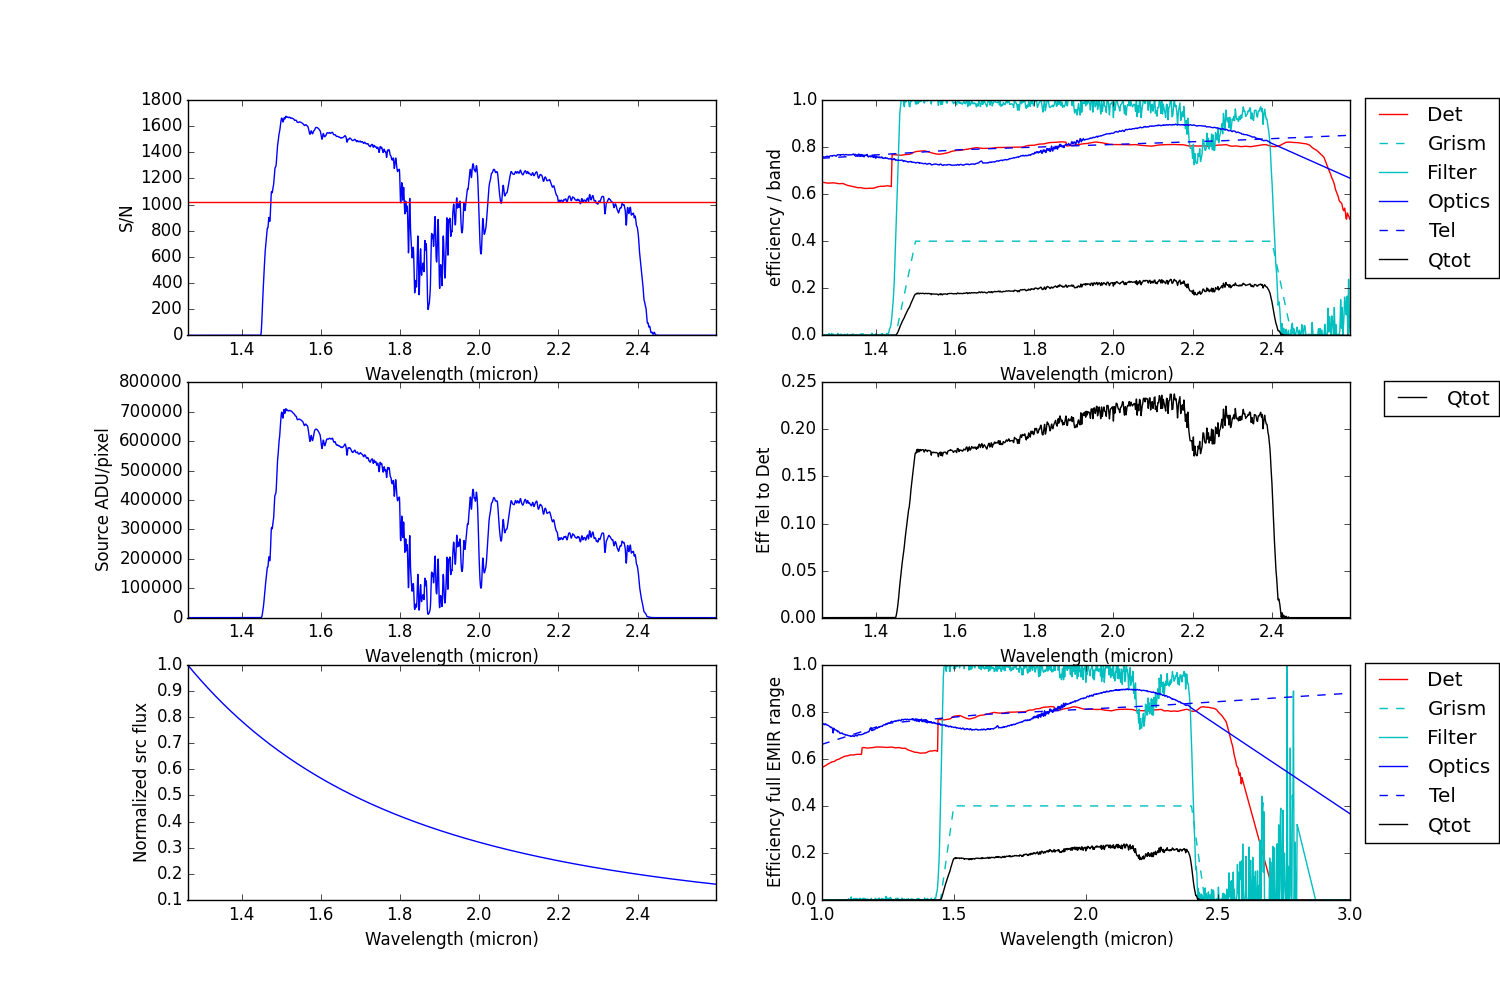 S/N
1800
1600
1400
1200
1000
800
600
400
200
0
1.4 1.6 1.8 2.0 2.2 2.4
Wavelength (micron)
efficiency / band
1.0
0.8
0.6
0.4
0.2
0.0
1.4 1.6 1.8 2.0 2.2 2.4
Wavelength (micron)
Det
Grism
Filter
Optics
Tel
Qtot
Source ADU/pixel
800000
700000
600000
500000
400000
300000
200000
100000
0
1.4 1.6 1.8 2.0 2.2 2.4
Wavelength (micron)
Eff Tel to Det
0.25
0.20
0.15
0.10
0.05
0.00
1.4 1.6 1.8 2.0 2.2 2.4
Wavelength (micron)
Qtot
Normalized src flux
1.0
0.9
0.8
0.7
0.6
0.5
0.4
0.3
0.2
0.1
1.4 1.6 1.8 2.0 2.2 2.4
Wavelength (micron)
Efficiency full EMIR range
1.0
0.8
0.6
0.4
0.2
0.0
1.0 1.5 2.0 2.5 3.0
Wavelength (micron)
Det
Grism
Filter
Optics
Tel
Qtot